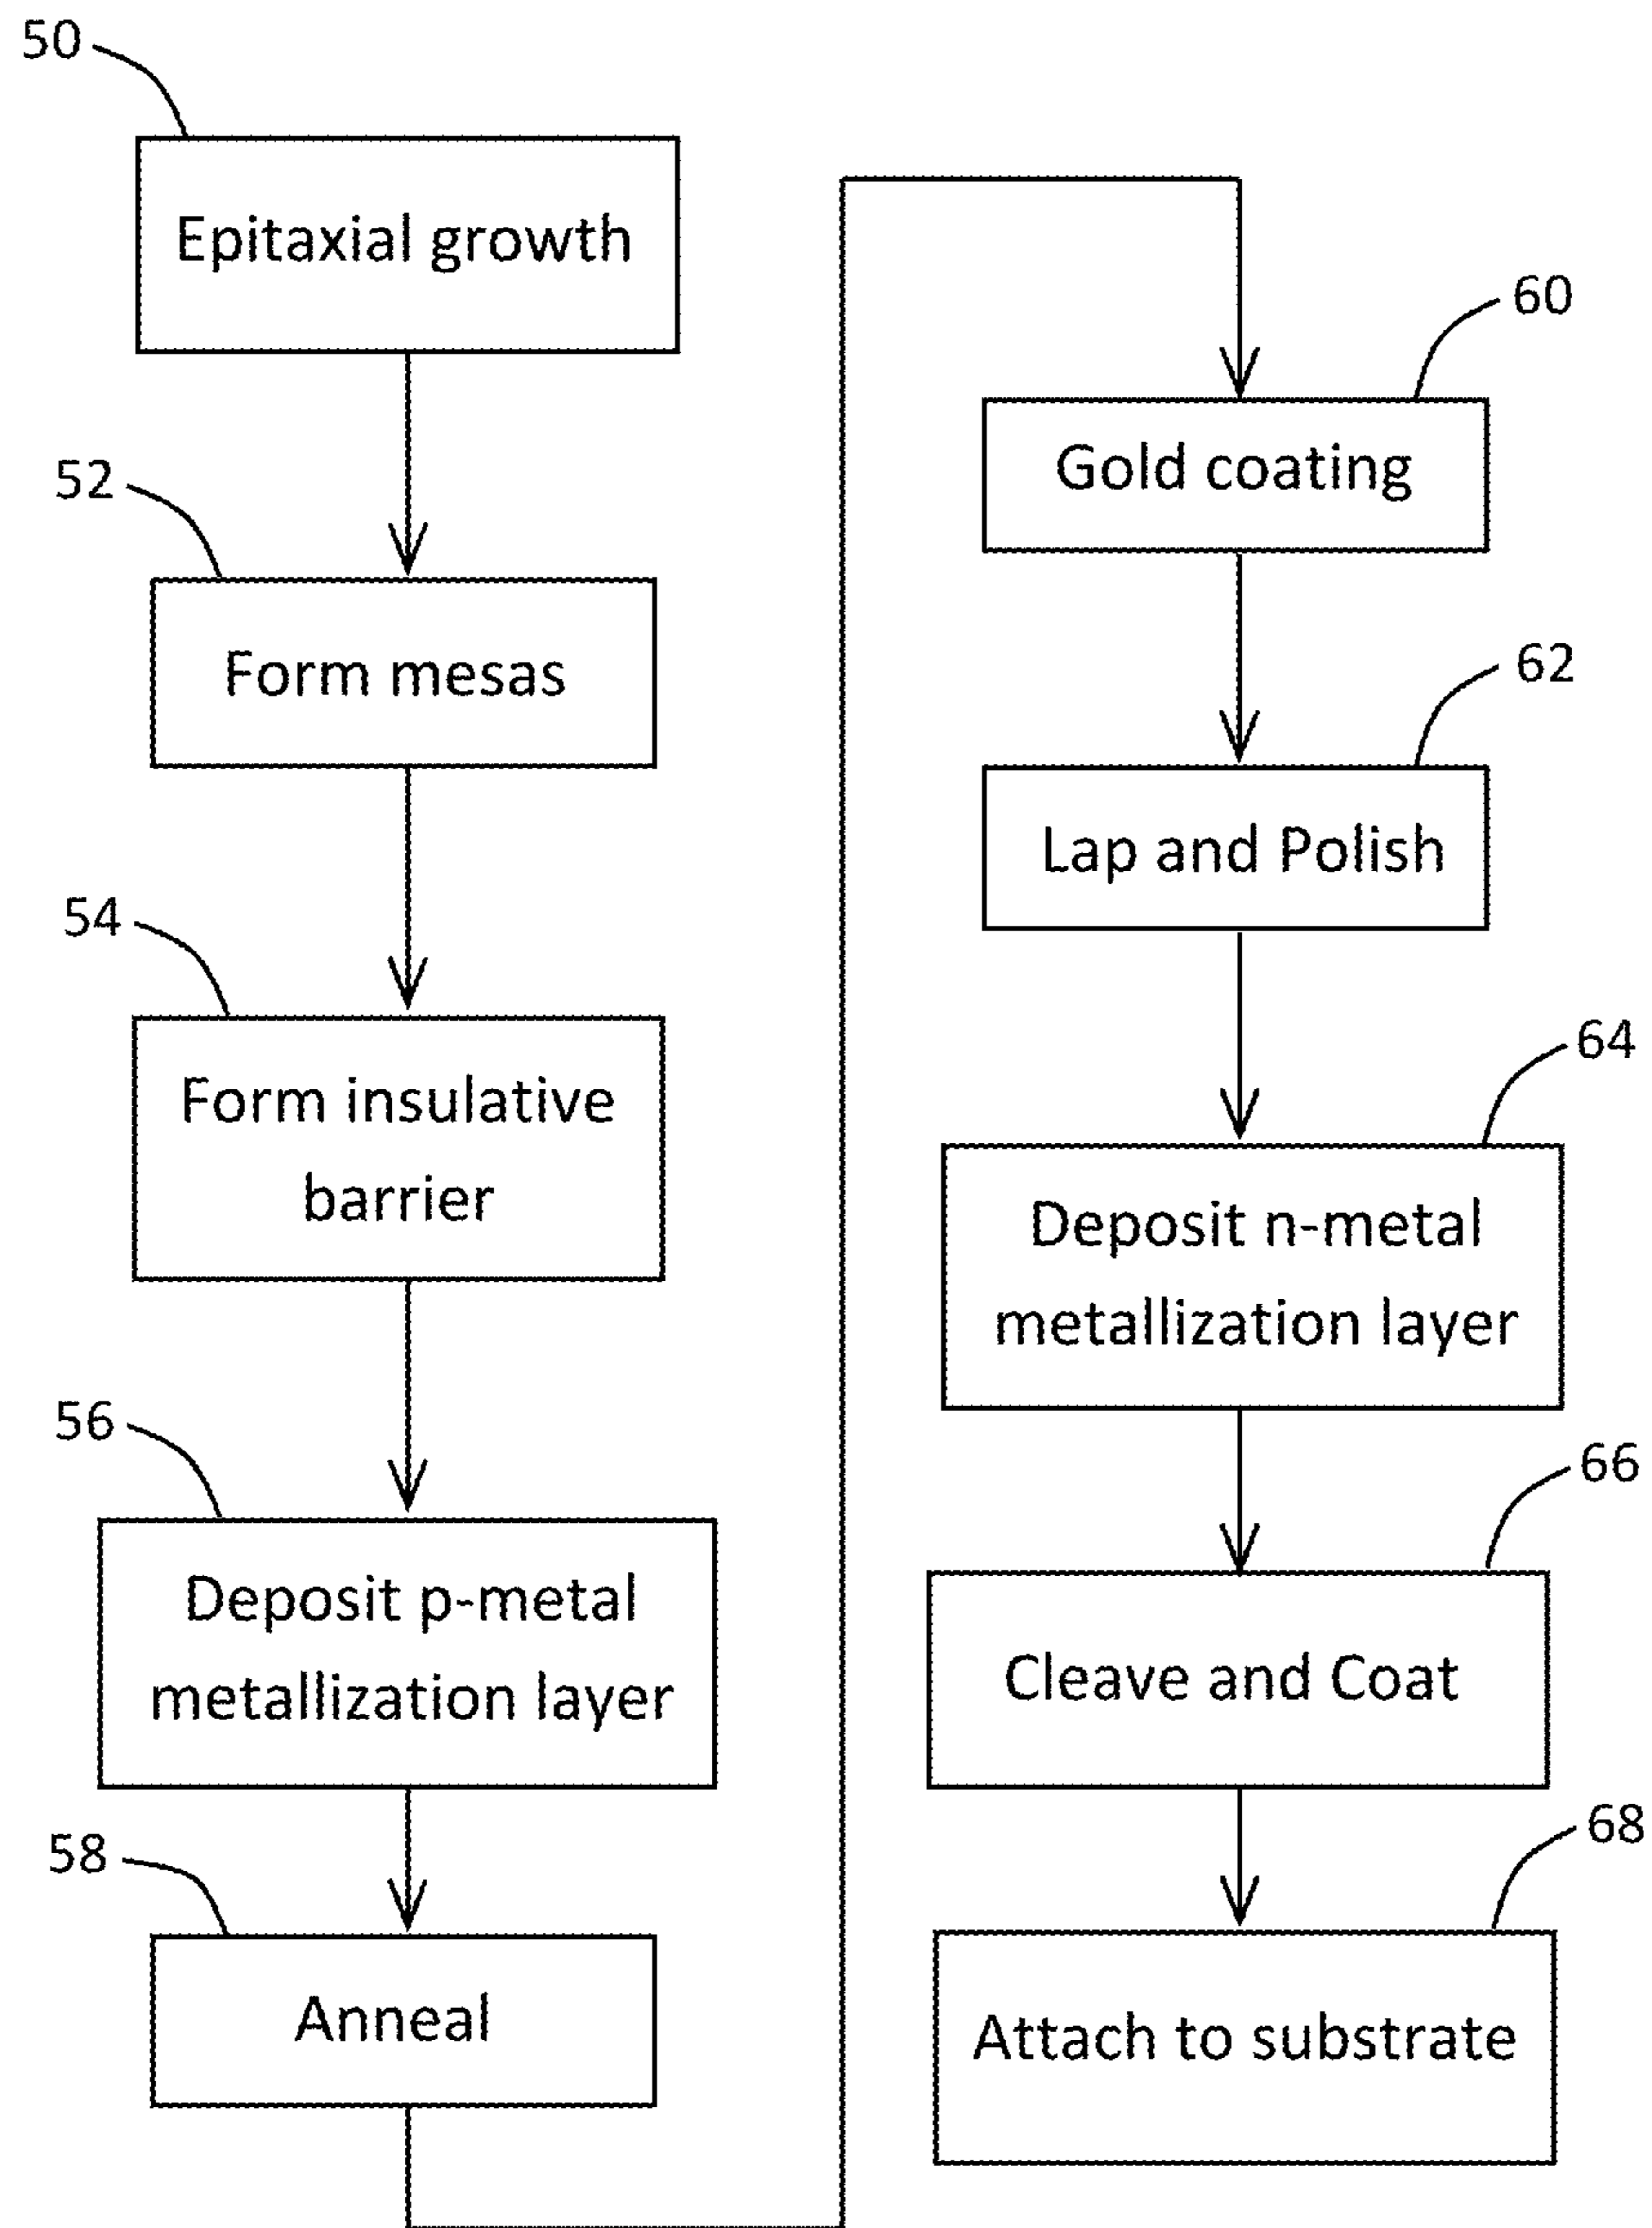 50
Epitaxial growth
52
Form mesas
54
Form insulative
barrier
56
Deposit p-metal
metallization layer
58
Anneal
60
Gold coating
62
Lap and Polish
64
Deposit n-metal
metallization layer
66
Cleave and Coat
68
Attach to substrate